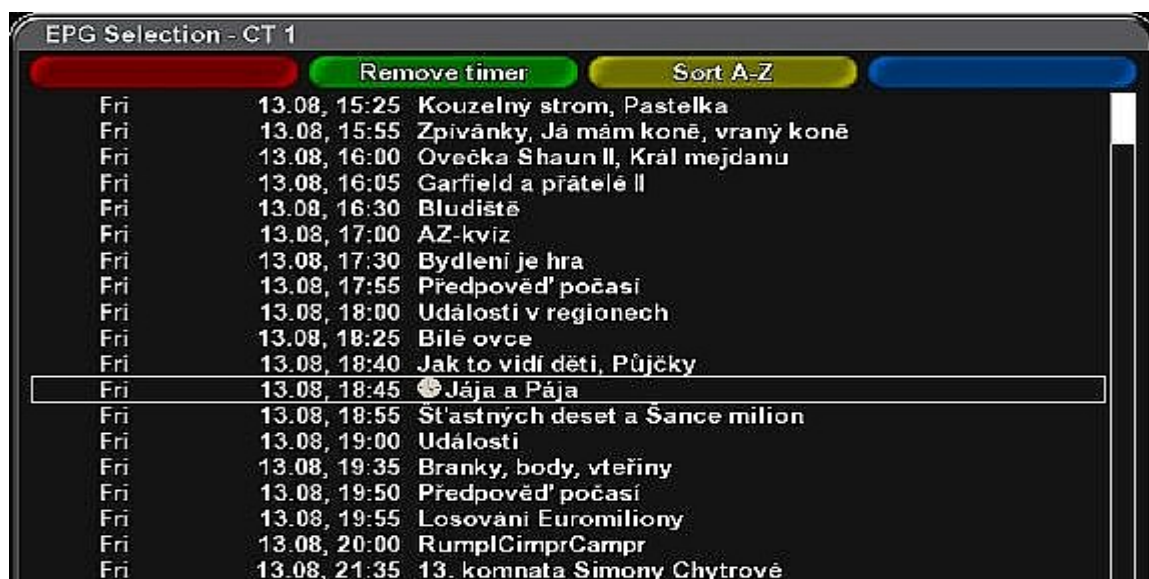 EPG Selection - CT 1
Remove timer Sort A-Z
Fri 13.08, 15:25 Kouzelný strom, Pastelka
Fri 13.08, 15:55 Zpívánky, Já mám koně, vraný koně
Fri 13.08, 16:00 Ovečka Shaun II, Král mejdanu
Fri 13.08, 16:05 Garfield a přátelé II
Fri 13.08, 16:30 Bludiště
Fri 13.08, 17:00 AZ-kvíz
Fri 13.08, 17:30 Bydlení je hra
Fri 13.08, 17:55 Předpověď počasí
Fri 13.08, 18:00 Události v regionech
Fri 13.08, 18:25 Bílé ovce
Fri 13.08, 18:40 Jak to vidí děti, Půjčky
Fri 13.08, 18:45 Jája a Pája
Fri 13.08, 18:55 Šťastných deset a Šance milion
Fri 13.08, 19:00 Události
Fri 13.08, 19:35 Branky, body, vteřiny
Fri 13.08, 19:50 Předpověď počasí
Fri 13.08, 19:55 Losování Euromiliony
Fri 13.08, 20:00 RumplCimprCampr
Fri 13.08, 21:35 13. komnata Simony Chytrové